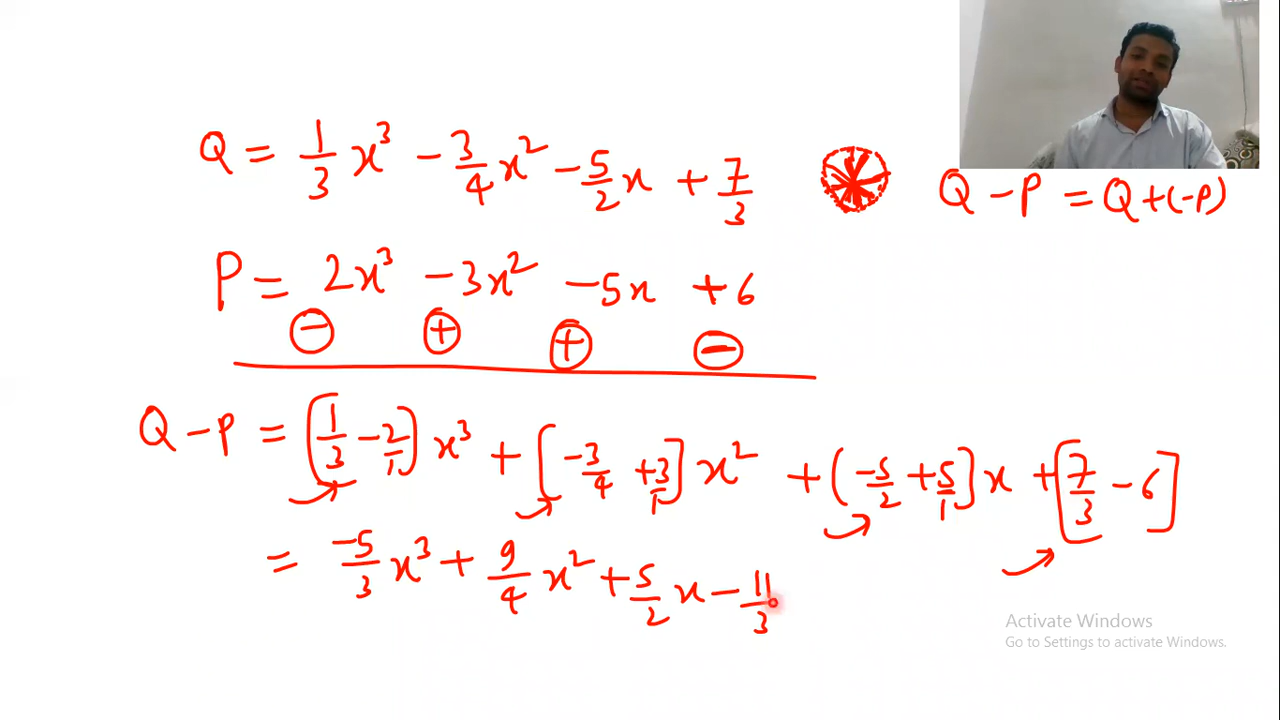 Q = 1/3 x³ - 3/4 x² - 5/2 x + 7/3
Q - P = Q + (-P)
P = 2x³ - 3x² - 5x + 6
- + + -
Q - P = [1/3 - 2/1] x³ + [-3/4 + 3/1] x² + (-5/2 + 5/1] x + [7/3 - 6]
= -5/3 x³ + 9/4 x² + 5/2 x - 11/3
Activate Windows
Go to Settings to activate Windows.